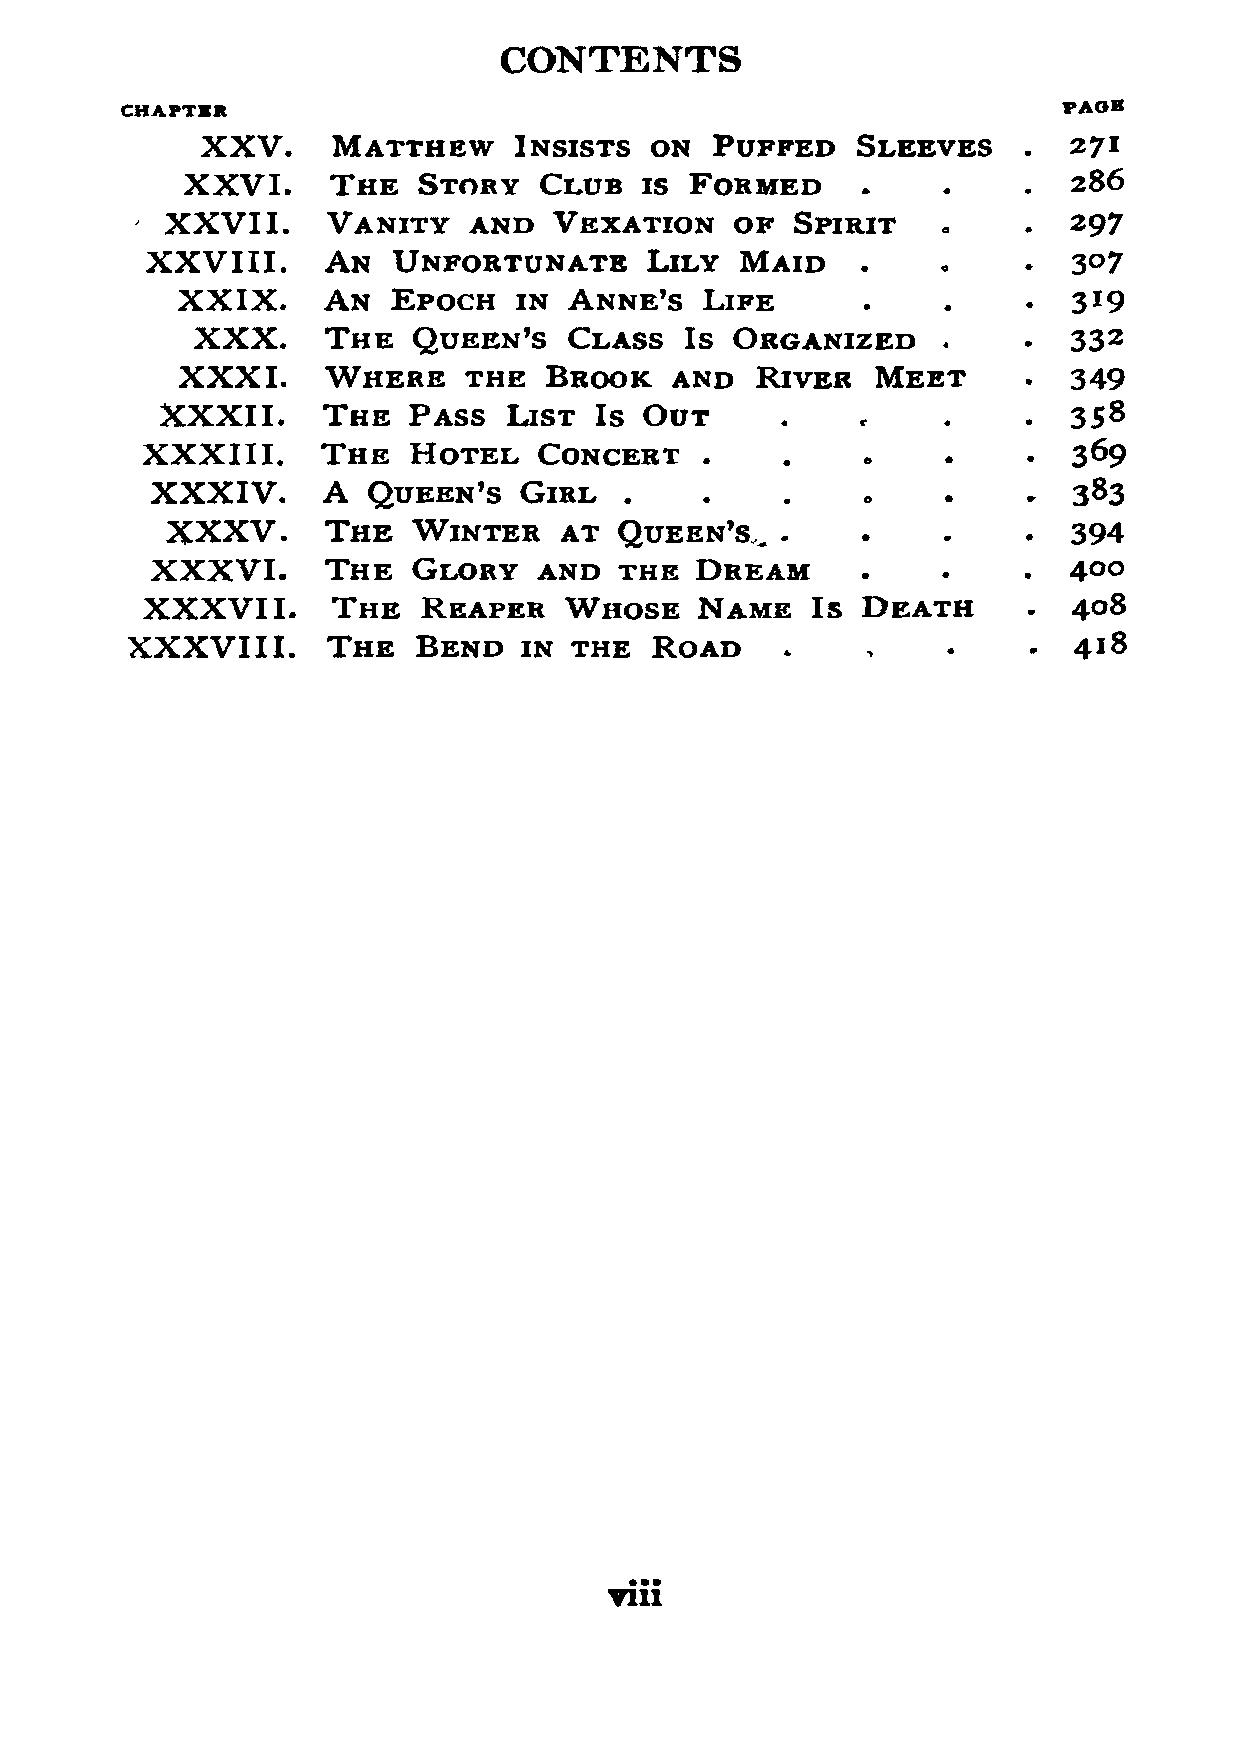 CONTENTS
CHAPTER PAGE
XXV. MATTHEW INSISTS ON PUFFED SLEEVES . 271
XXVI. THE STORY CLUB IS FORMED . . . 286
XXVII. VANITY AND VEXATION OF SPIRIT . . 297
XXVIII. AN UNFORTUNATE LILY MAID . . . 307
XXIX. AN EPOCH IN ANNE'S LIFE . . . 319
XXX. THE QUEEN'S CLASS IS ORGANIZED . . 332
XXXI. WHERE THE BROOK AND RIVER MEET . 349
XXXII. THE PASS LIST IS OUT . . . . 358
XXXIII. THE HOTEL CONCERT . . . . . 369
XXXIV. A QUEEN'S GIRL . . . . . . 383
XXXV. THE WINTER AT QUEEN'S . . . . 394
XXXVI. THE GLORY AND THE DREAM . . . 400
XXXVII. THE REAPER WHOSE NAME IS DEATH . 408
XXXVIII. THE BEND IN THE ROAD . . . . 418
viii